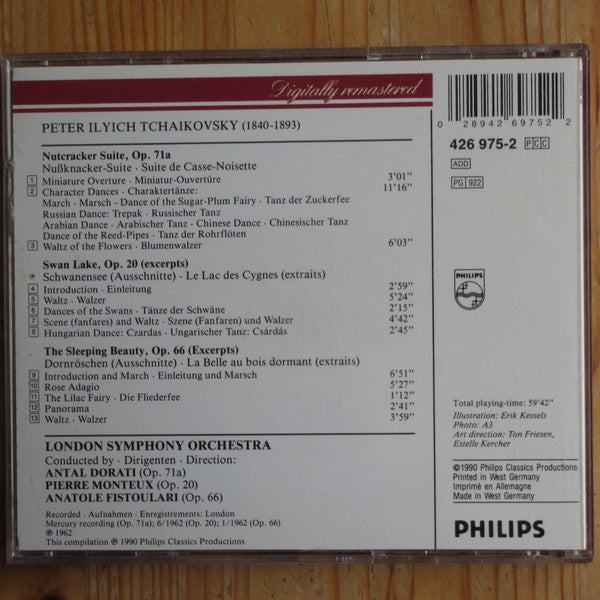 Digitally remastered
PETER ILYICH TCHAIKOVSKY (1840-1893)
Nutcracker Suite, Op. 71a
Nußknacker-Suite · Suite de Casse-Noisette
1 Miniature Overture · Miniatur-Ouvertüre 3'01"
2 Character Dances · Charaktertänze: 11'16"
March · Marsch · Dance of the Sugar-Plum Fairy · Tanz der Zuckerfee
Russian Dance: Trepak · Russischer Tanz
Arabian Dance · Arabischer Tanz · Chinese Dance · Chinesischer Tanz
Dance of the Reed-Pipes · Tanz der Rohrflöten
3 Waltz of the Flowers · Blumenwalzer 6'03"
Swan Lake, Op. 20 (excerpts)
Schwanensee (Ausschnitte) · Le Lac des Cygnes (extraits)
4 Introduction · Einleitung 2'59"
5 Waltz · Walzer 5'24"
6 Dances of the Swans · Tänze der Schwäne 2'15"
7 Scene (fanfares) and Waltz · Szene (Fanfaren) und Walzer 4'42"
8 Hungarian Dance: Czardas · Ungarischer Tanz: Csárdás 2'45"
The Sleeping Beauty, Op. 66 (Excerpts)
Dornröschen (Ausschnitte) · La Belle au bois dormant (extraits)
9 Introduction and March · Einleitung und Marsch 6'51"
10 Rose Adagio 5'27"
11 The Lilac Fairy · Die Fliederfee 1'12"
12 Panorama 2'41"
13 Waltz · Walzer 3'59"
LONDON SYMPHONY ORCHESTRA
Conducted by · Dirigenten · Direction:
ANTAL DORATI (Op. 71a)
PIERRE MONTEUX (Op. 20)
ANATOLE FISTOULARI (Op. 66)
Recorded · Aufnahmen · Enregistrements: London
Mercury recording (Op. 71a); 6/1962 (Op. 20); 1/1962 (Op. 66)
℗ 1962
This compilation ℗ 1990 Philips Classics Productions
0 28942 69752 2
426 975-2 PCC
ADD
PG 922
PHILIPS
Total playing-time: 59'42"
Illustration: Erik Kessels
Photo: A3
Art direction: Ton Friesen,
Estelle Kercher
©1990 Philips Classics Productions
Printed in West Germany
Imprimé en Allemagne
Made in West Germany
PHILIPS